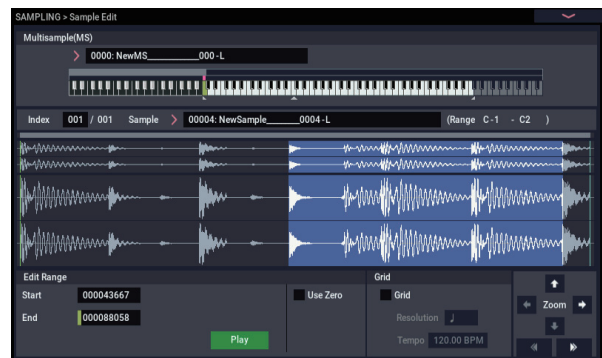 SAMPLING > Sample Edit
Multisample(MS)
0000: NewMS__________000-L
Index 001 / 001 Sample 00004: NewSample______0004-L (Range C-1 - C2 )
Edit Range
Grid
Start 000043667
Use Zero
Grid
Zoom
End 000088058
Resolution
Play
Tempo 120.00 BPM